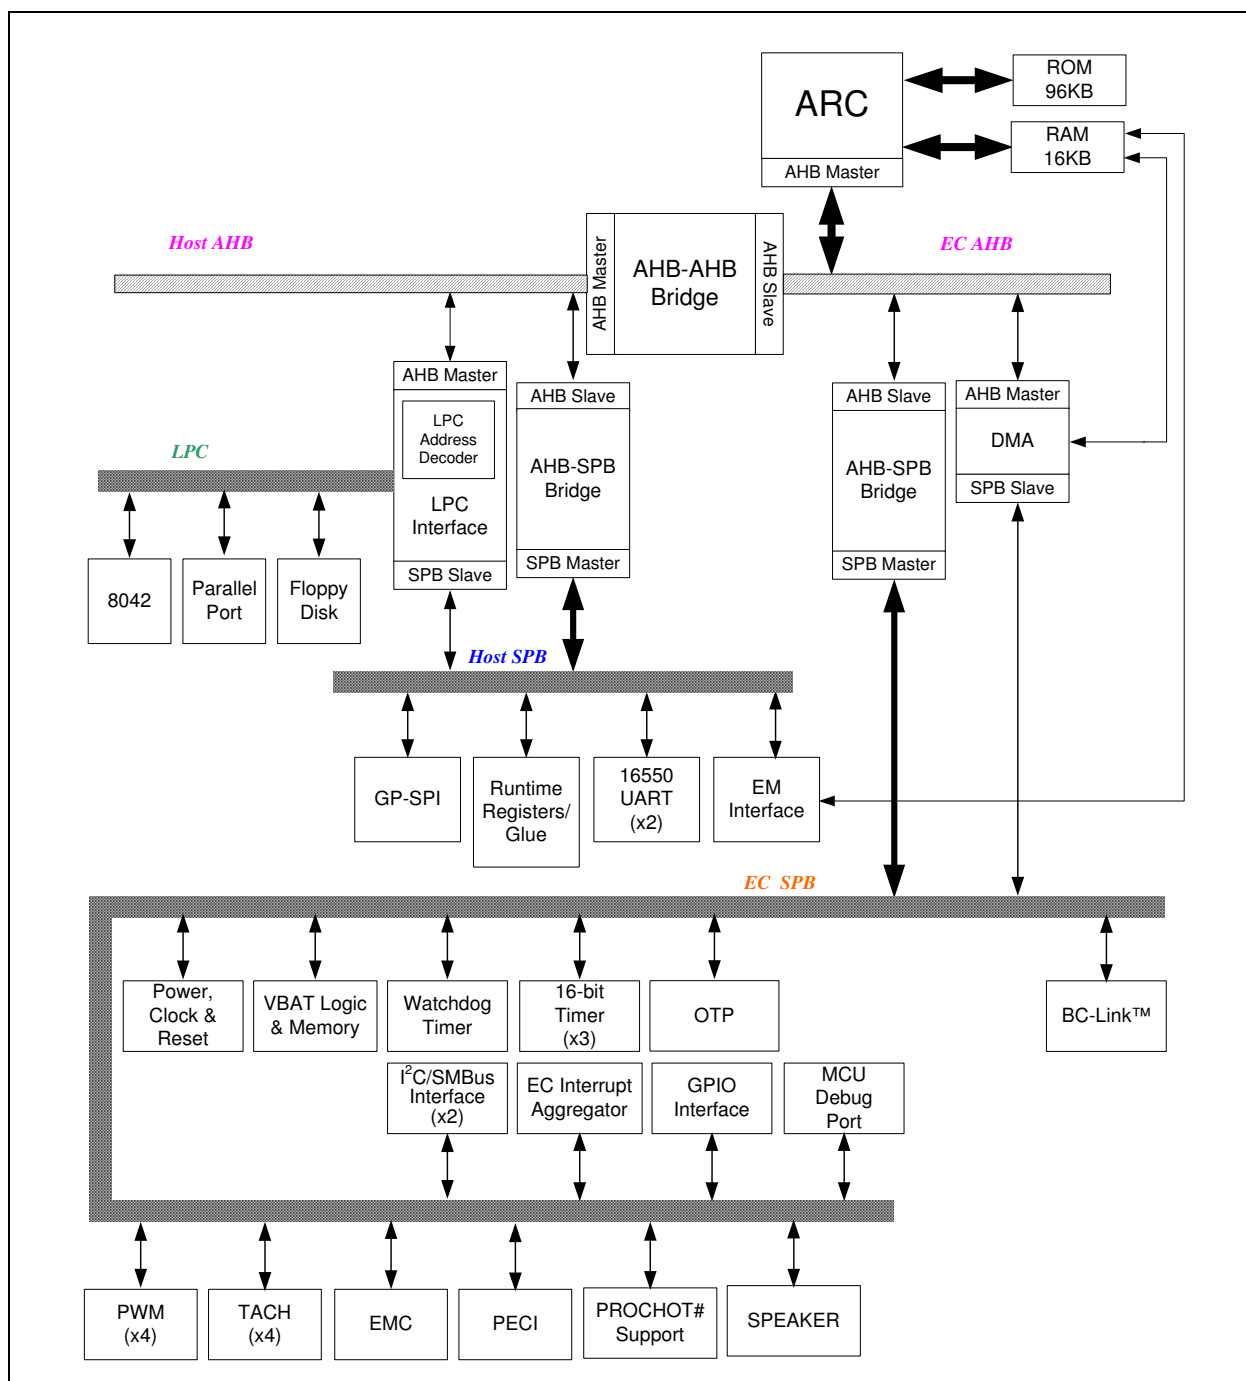 ARC
AHB Master
ROM
96KB
RAM
16KB
Host AHB
AHB Master
AHB-AHB
Bridge
AHB Slave
EC AHB
AHB Master
LPC
Address
Decoder
LPC
Interface
SPB Slave
AHB Slave
AHB-SPB
Bridge
SPB Master
AHB Slave
AHB-SPB
Bridge
SPB Master
AHB Master
DMA
SPB Slave
LPC
8042
Parallel
Port
Floppy
Disk
Host SPB
GP-SPI
Runtime
Registers/
Glue
16550
UART
(x2)
EM
Interface
EC SPB
Power,
Clock &
Reset
VBAT Logic
& Memory
Watchdog
Timer
16-bit
Timer
(x3)
OTP
BC-Link™
I²C/SMBus
Interface
(x2)
EC Interrupt
Aggregator
GPIO
Interface
MCU
Debug
Port
PWM
(x4)
TACH
(x4)
EMC
PECI
PROCHOT#
Support
SPEAKER